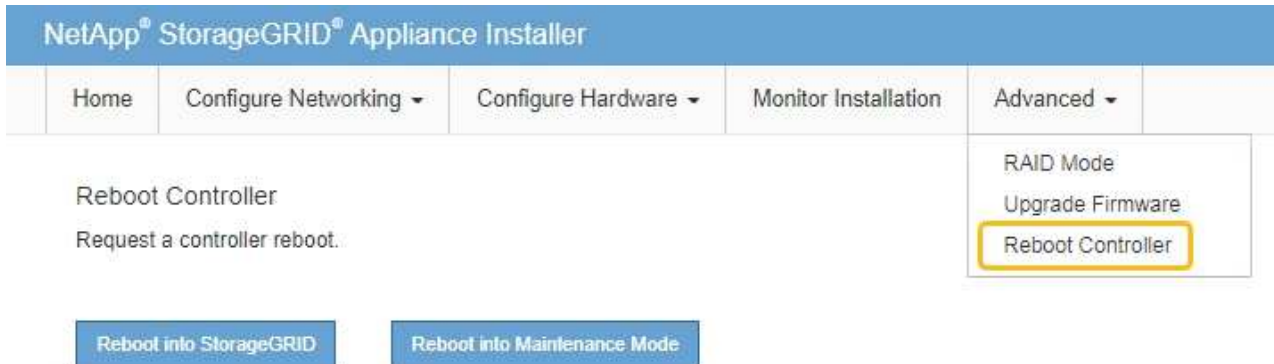 NetApp® StorageGRID® Appliance Installer
Home Configure Networking Configure Hardware Monitor Installation Advanced
RAID Mode
Upgrade Firmware
Reboot Controller
Reboot Controller
Request a controller reboot.
Reboot into StorageGRID Reboot into Maintenance Mode